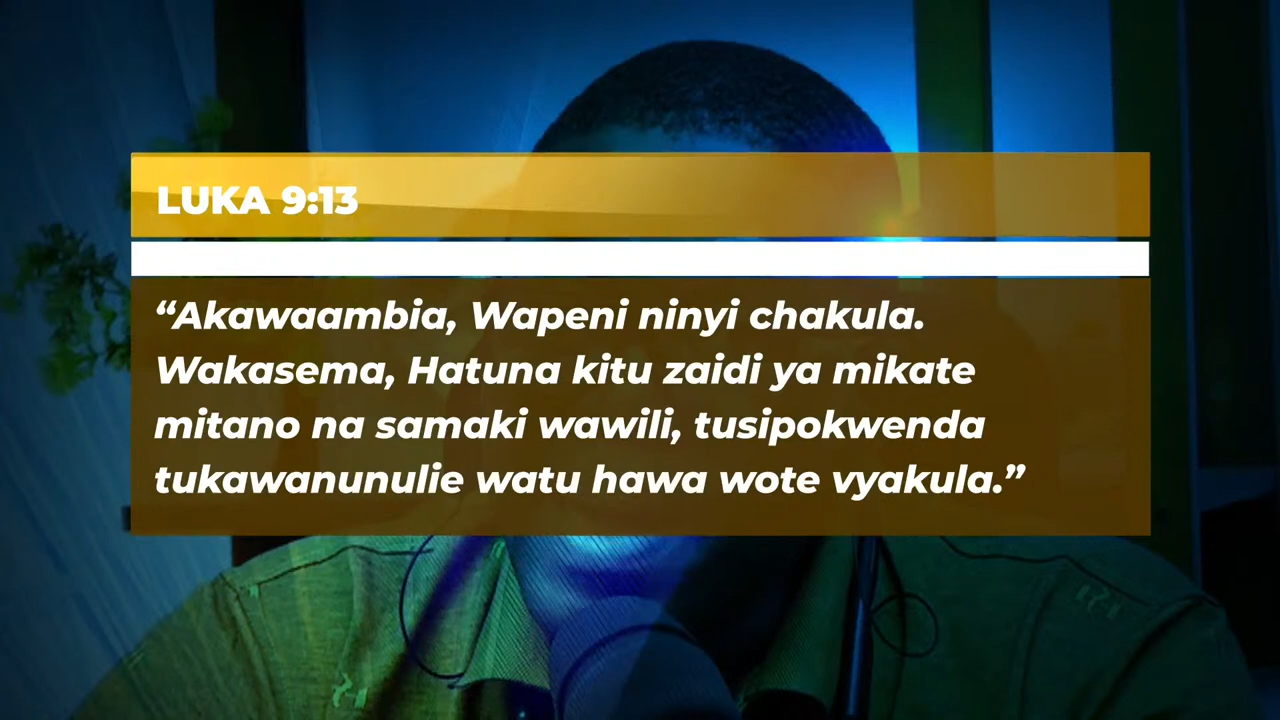 LUKA 9:13
“Akawaambia, Wapeni ninyi chakula.
Wakasema, Hatuna kitu zaidi ya mikate
mitano na samaki wawili, tusipokwenda
tukawanunulie watu hawa wote vyakula.”